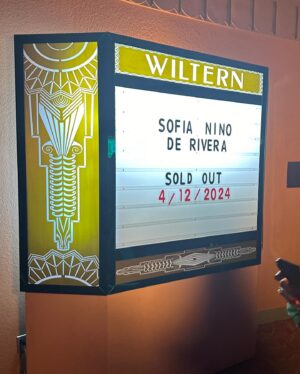 WILTERN
SOFIA NINO
DE RIVERA
SOLD OUT
4/12/2024